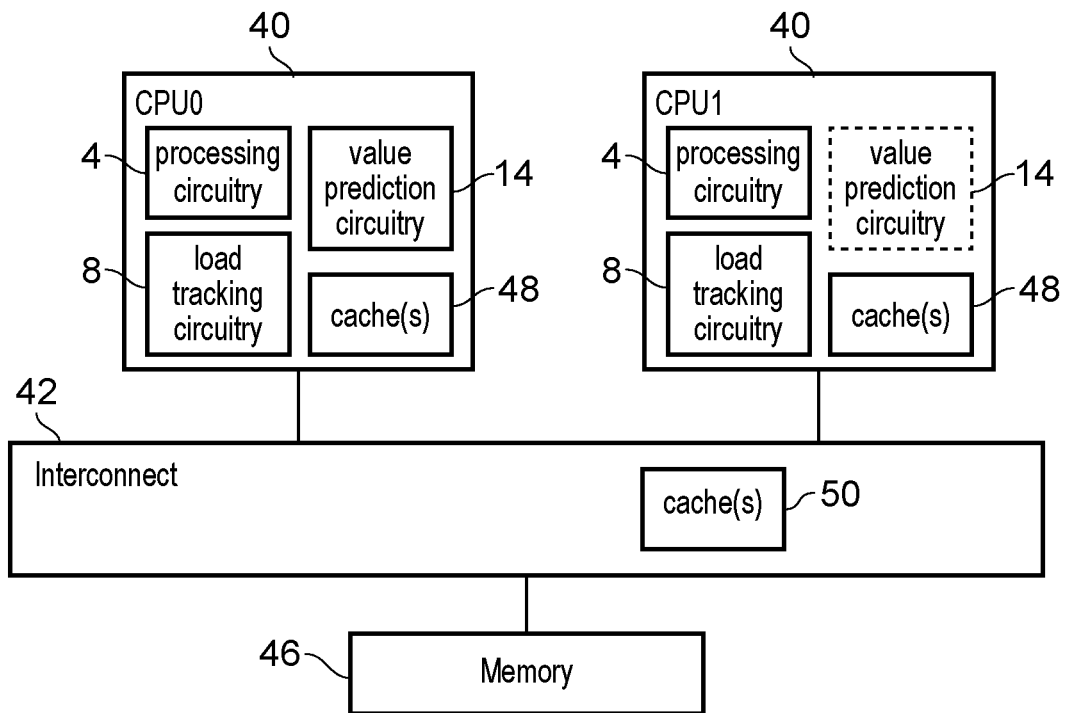 40
40
CPU0
CPU1
4
processing
circuitry
value
prediction
circuitry
14
4
processing
circuitry
value
prediction
circuitry
14
8
load
tracking
circuitry
cache(s)
48
8
load
tracking
circuitry
cache(s)
48
42
Interconnect
cache(s)
50
46
Memory